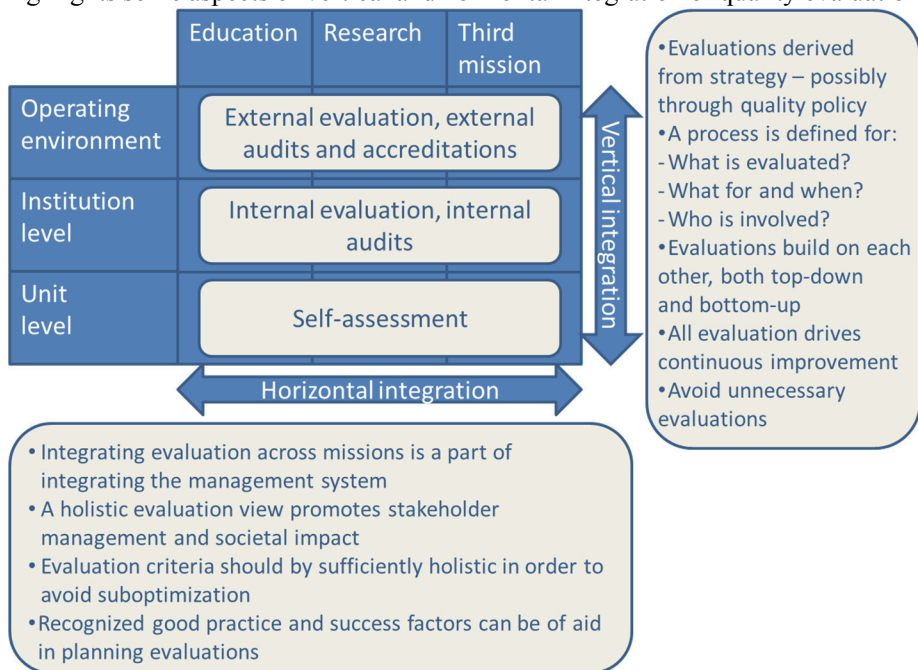 Education
Research
Third
mission
Operating
environment
External evaluation, external
audits and accreditations
Institution
level
Internal evaluation, internal
audits
Unit
level
Self-assessment
Horizontal integration
Vertical integration
•Evaluations derived
from strategy – possibly
through quality policy
•A process is defined for:
- What is evaluated?
- What for and when?
- Who is involved?
•Evaluations build on each
other, both top-down
and bottom-up
•All evaluation drives
continuous improvement
•Avoid unnecessary
evaluations
• Integrating evaluation across missions is a part of
integrating the management system
• A holistic evaluation view promotes stakeholder
management and societal impact
• Evaluation criteria should by sufficiently holistic in order to
avoid suboptimization
• Recognized good practice and success factors can be of aid
in planning evaluations